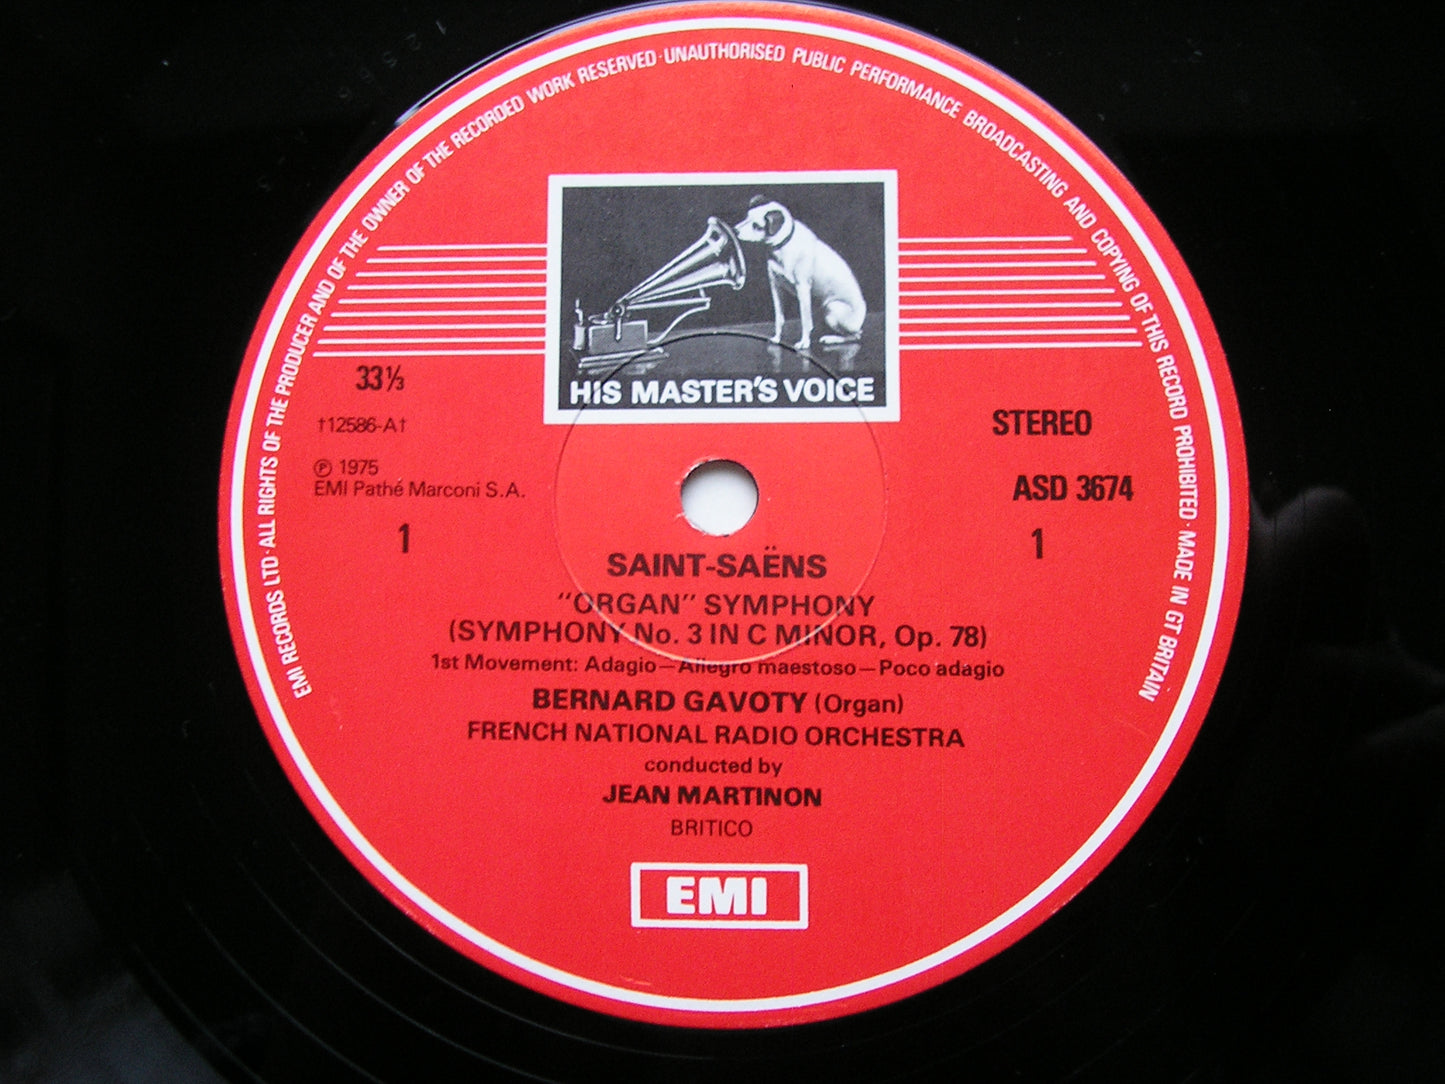 EMI RECORDS LTD · ALL RIGHTS OF THE PRODUCER AND OF THE OWNER OF THE RECORDED WORK RESERVED · UNAUTHORISED PUBLIC PERFORMANCE BROADCASTING AND COPYING OF THIS RECORD PROHIBITED · MADE IN GT BRITAIN
HIS MASTER'S VOICE
33⅓
†12586-A†
℗ 1975
EMI Pathé Marconi S.A.
1
STEREO
ASD 3674
1
SAINT-SAËNS
"ORGAN" SYMPHONY
(SYMPHONY No. 3 IN C MINOR, Op. 78)
1st Movement: Adagio—Allegro maestoso—Poco adagio
BERNARD GAVOTY (Organ)
FRENCH NATIONAL RADIO ORCHESTRA
conducted by
JEAN MARTINON
BRITICO
EMI